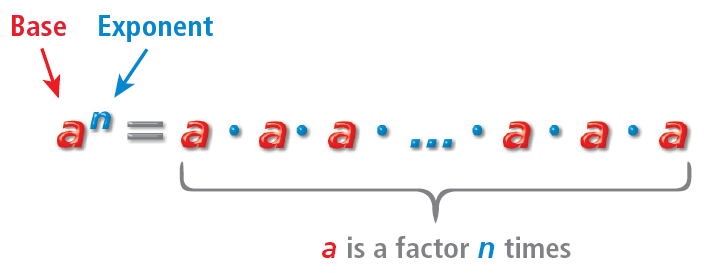 Base Exponent
aⁿ = a · a · a · ... · a · a · a
a is a factor n times